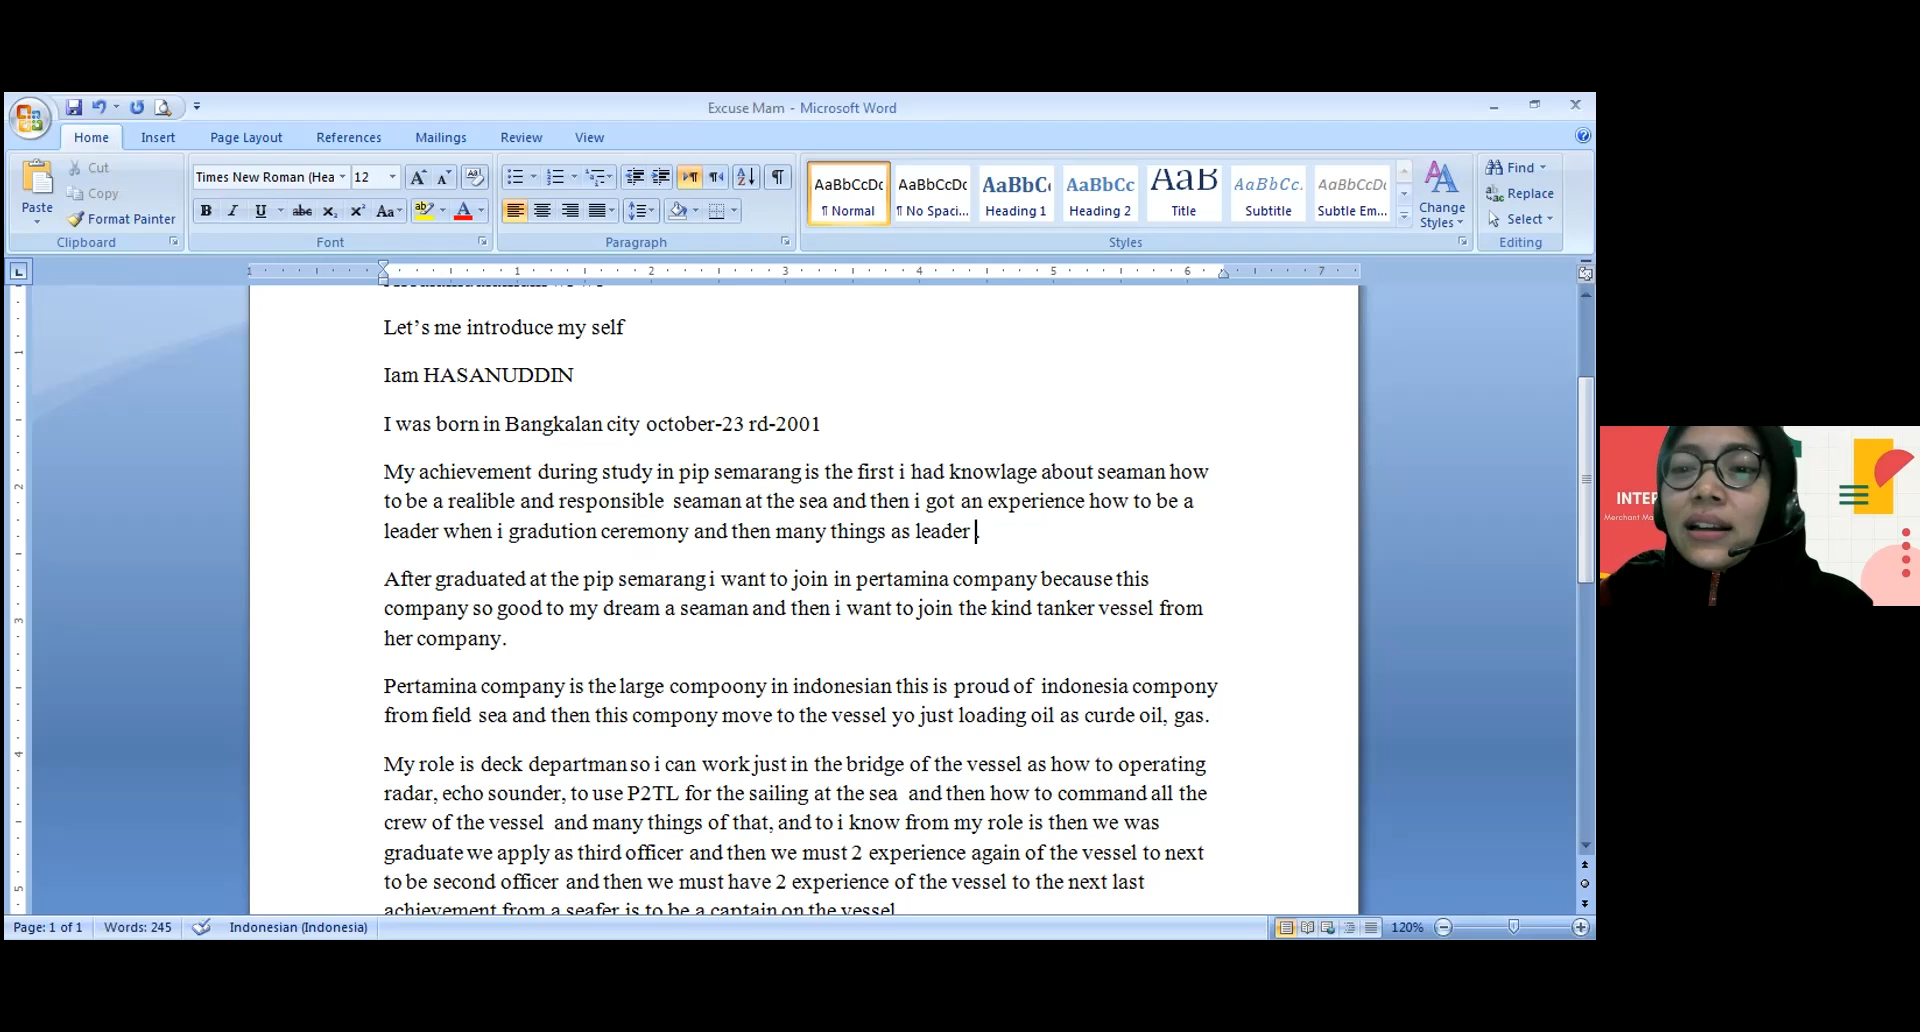 Excuse Mam - Microsoft Word
Home Insert Page Layout References Mailings Review View
Paste
Cut
Copy
Format Painter
Clipboard
Times New Roman (Hea 12
Font
Paragraph
AaBbCcDc AaBbCcDc AaBbC AaBbCc AaB AaBbCc. AaBbCcDc
¶ Normal ¶ No Spaci... Heading 1 Heading 2 Title Subtitle Subtle Em...
Change Styles
Styles
Find
Replace
Select
Editing
1 1 2 3 4 5 6 7
Let's me introduce my self
Iam HASANUDDIN
I was born in Bangkalan city october-23 rd-2001
My achievement during study in pip semarang is the first i had knowlage about seaman how
to be a realible and responsible seaman at the sea and then i got an experience how to be a
leader when i gradution ceremony and then many things as leader .
After graduated at the pip semarang i want to join in pertamina company because this
company so good to my dream a seaman and then i want to join the kind tanker vessel from
her company.
Pertamina company is the large compoony in indonesian this is proud of indonesia compony
from field sea and then this compony move to the vessel yo just loading oil as curde oil, gas.
My role is deck departman so i can work just in the bridge of the vessel as how to operating
radar, echo sounder, to use P2TL for the sailing at the sea and then how to command all the
crew of the vessel and many things of that, and to i know from my role is then we was
graduate we apply as third officer and then we must 2 experience again of the vessel to next
to be second officer and then we must have 2 experience of the vessel to the next last
achievement from a seafer is to be a captain on the vessel
Page: 1 of 1 Words: 245 Indonesian (Indonesia) 120%
INTER
Merchant Ma